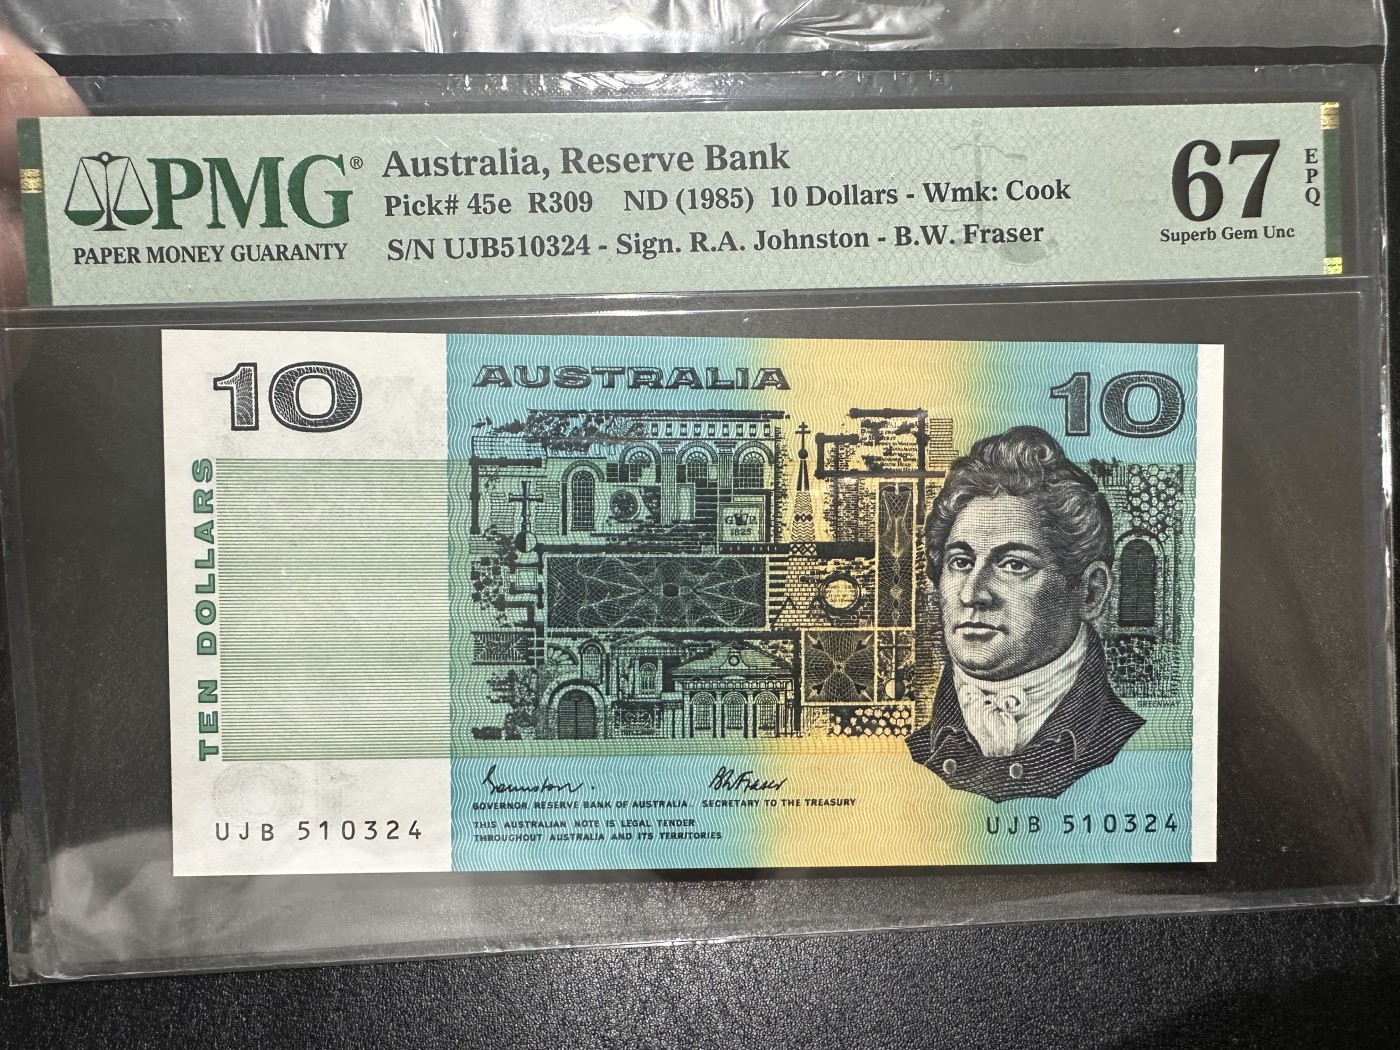 PMG®
PAPER MONEY GUARANTY
Australia, Reserve Bank
Pick# 45e R309 ND (1985) 10 Dollars - Wmk: Cook
S/N UJB510324 - Sign. R.A. Johnston - B.W. Fraser
67
EPQ
Superb Gem Unc
10
AUSTRALIA
10
TEN DOLLARS
G IV R
1825
GREENWAY
GOVERNOR, RESERVE BANK OF AUSTRALIA. SECRETARY TO THE TREASURY
THIS AUSTRALIAN NOTE IS LEGAL TENDER
THROUGHOUT AUSTRALIA AND ITS TERRITORIES
UJB 510324
UJB 510324